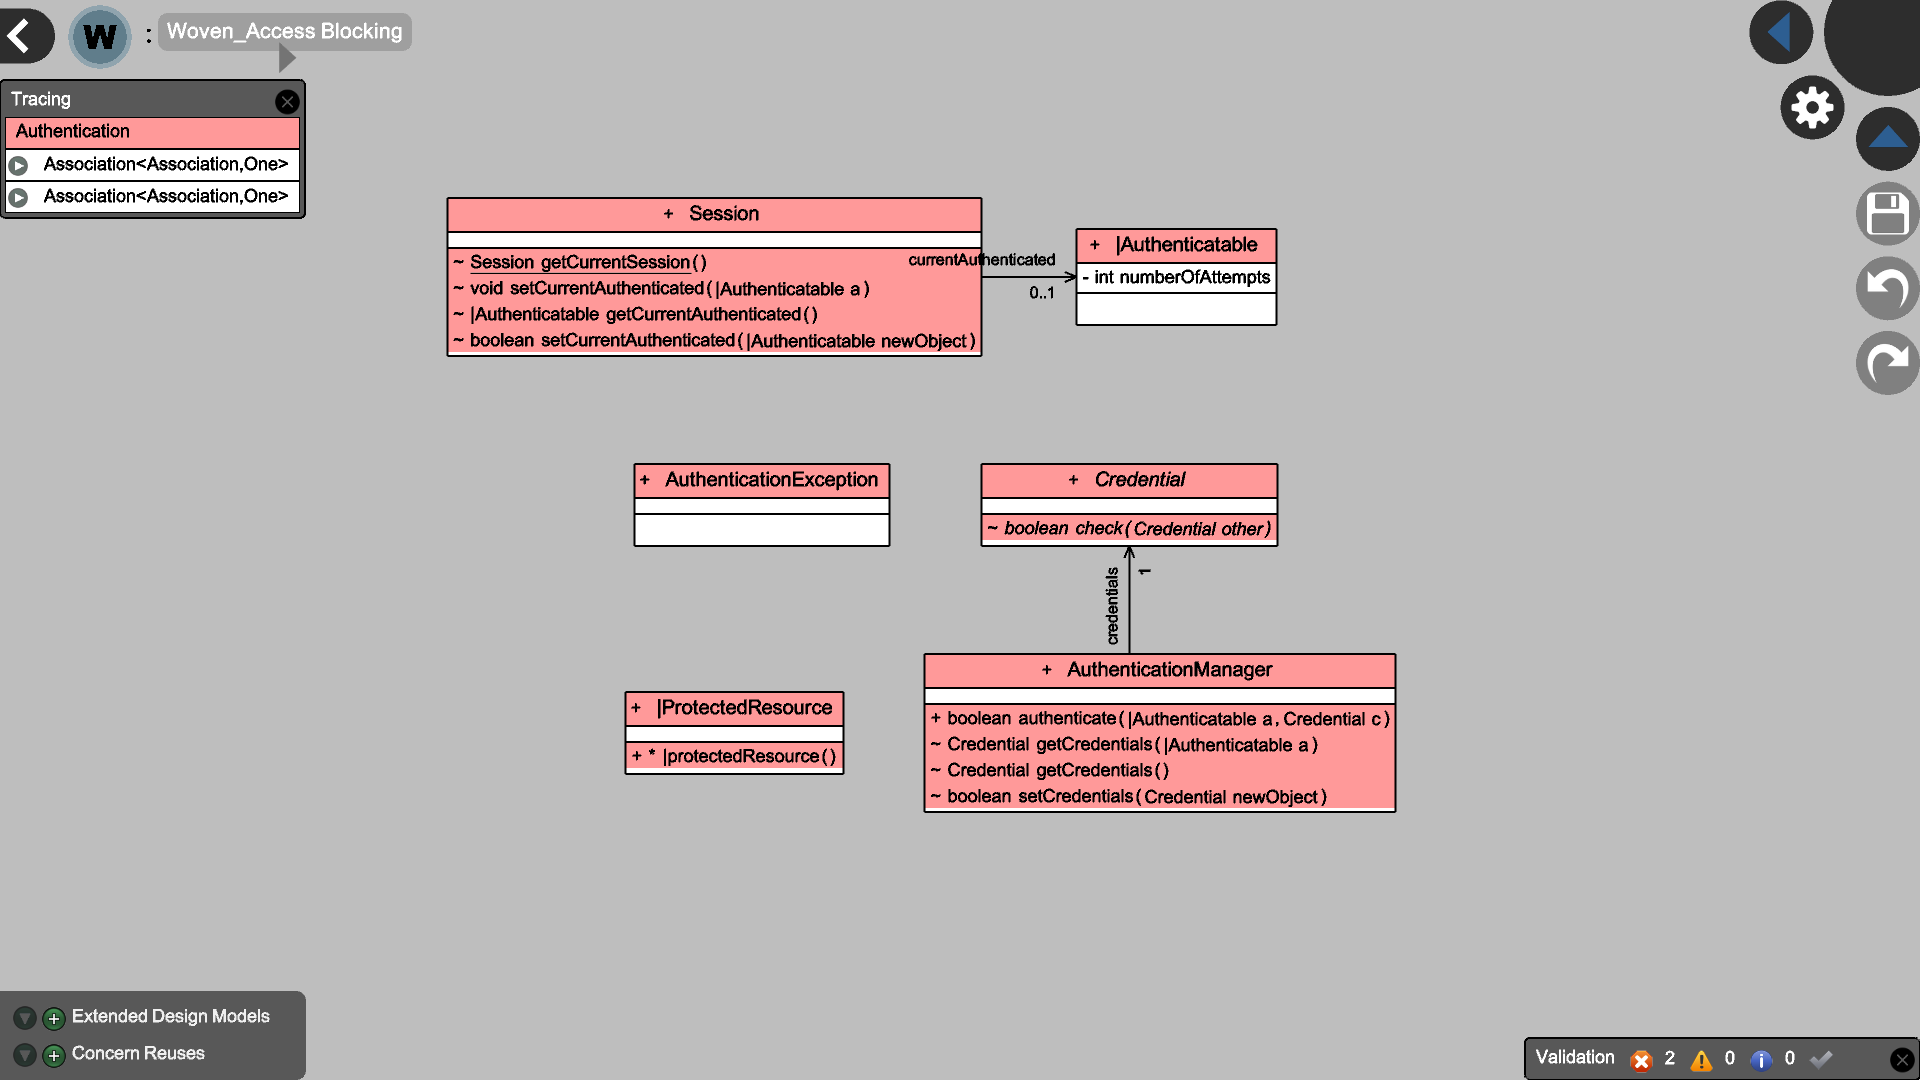 W : Woven_Access Blocking
Tracing
Authentication
Association<Association,One>
Association<Association,One>
+ Session
~ Session getCurrentSession()
~ void setCurrentAuthenticated(|Authenticatable a)
~ |Authenticatable getCurrentAuthenticated()
~ boolean setCurrentAuthenticated(|Authenticatable newObject)
currentAuthenticated
0..1
+ |Authenticatable
- int numberOfAttempts
+ AuthenticationException
+ Credential
~ boolean check(Credential other)
credentials
1
+ |ProtectedResource
+ * |protectedResource()
+ AuthenticationManager
+ boolean authenticate(|Authenticatable a, Credential c)
~ Credential getCredentials(|Authenticatable a)
~ Credential getCredentials()
~ boolean setCredentials(Credential newObject)
Extended Design Models
Concern Reuses
Validation 2 0 0